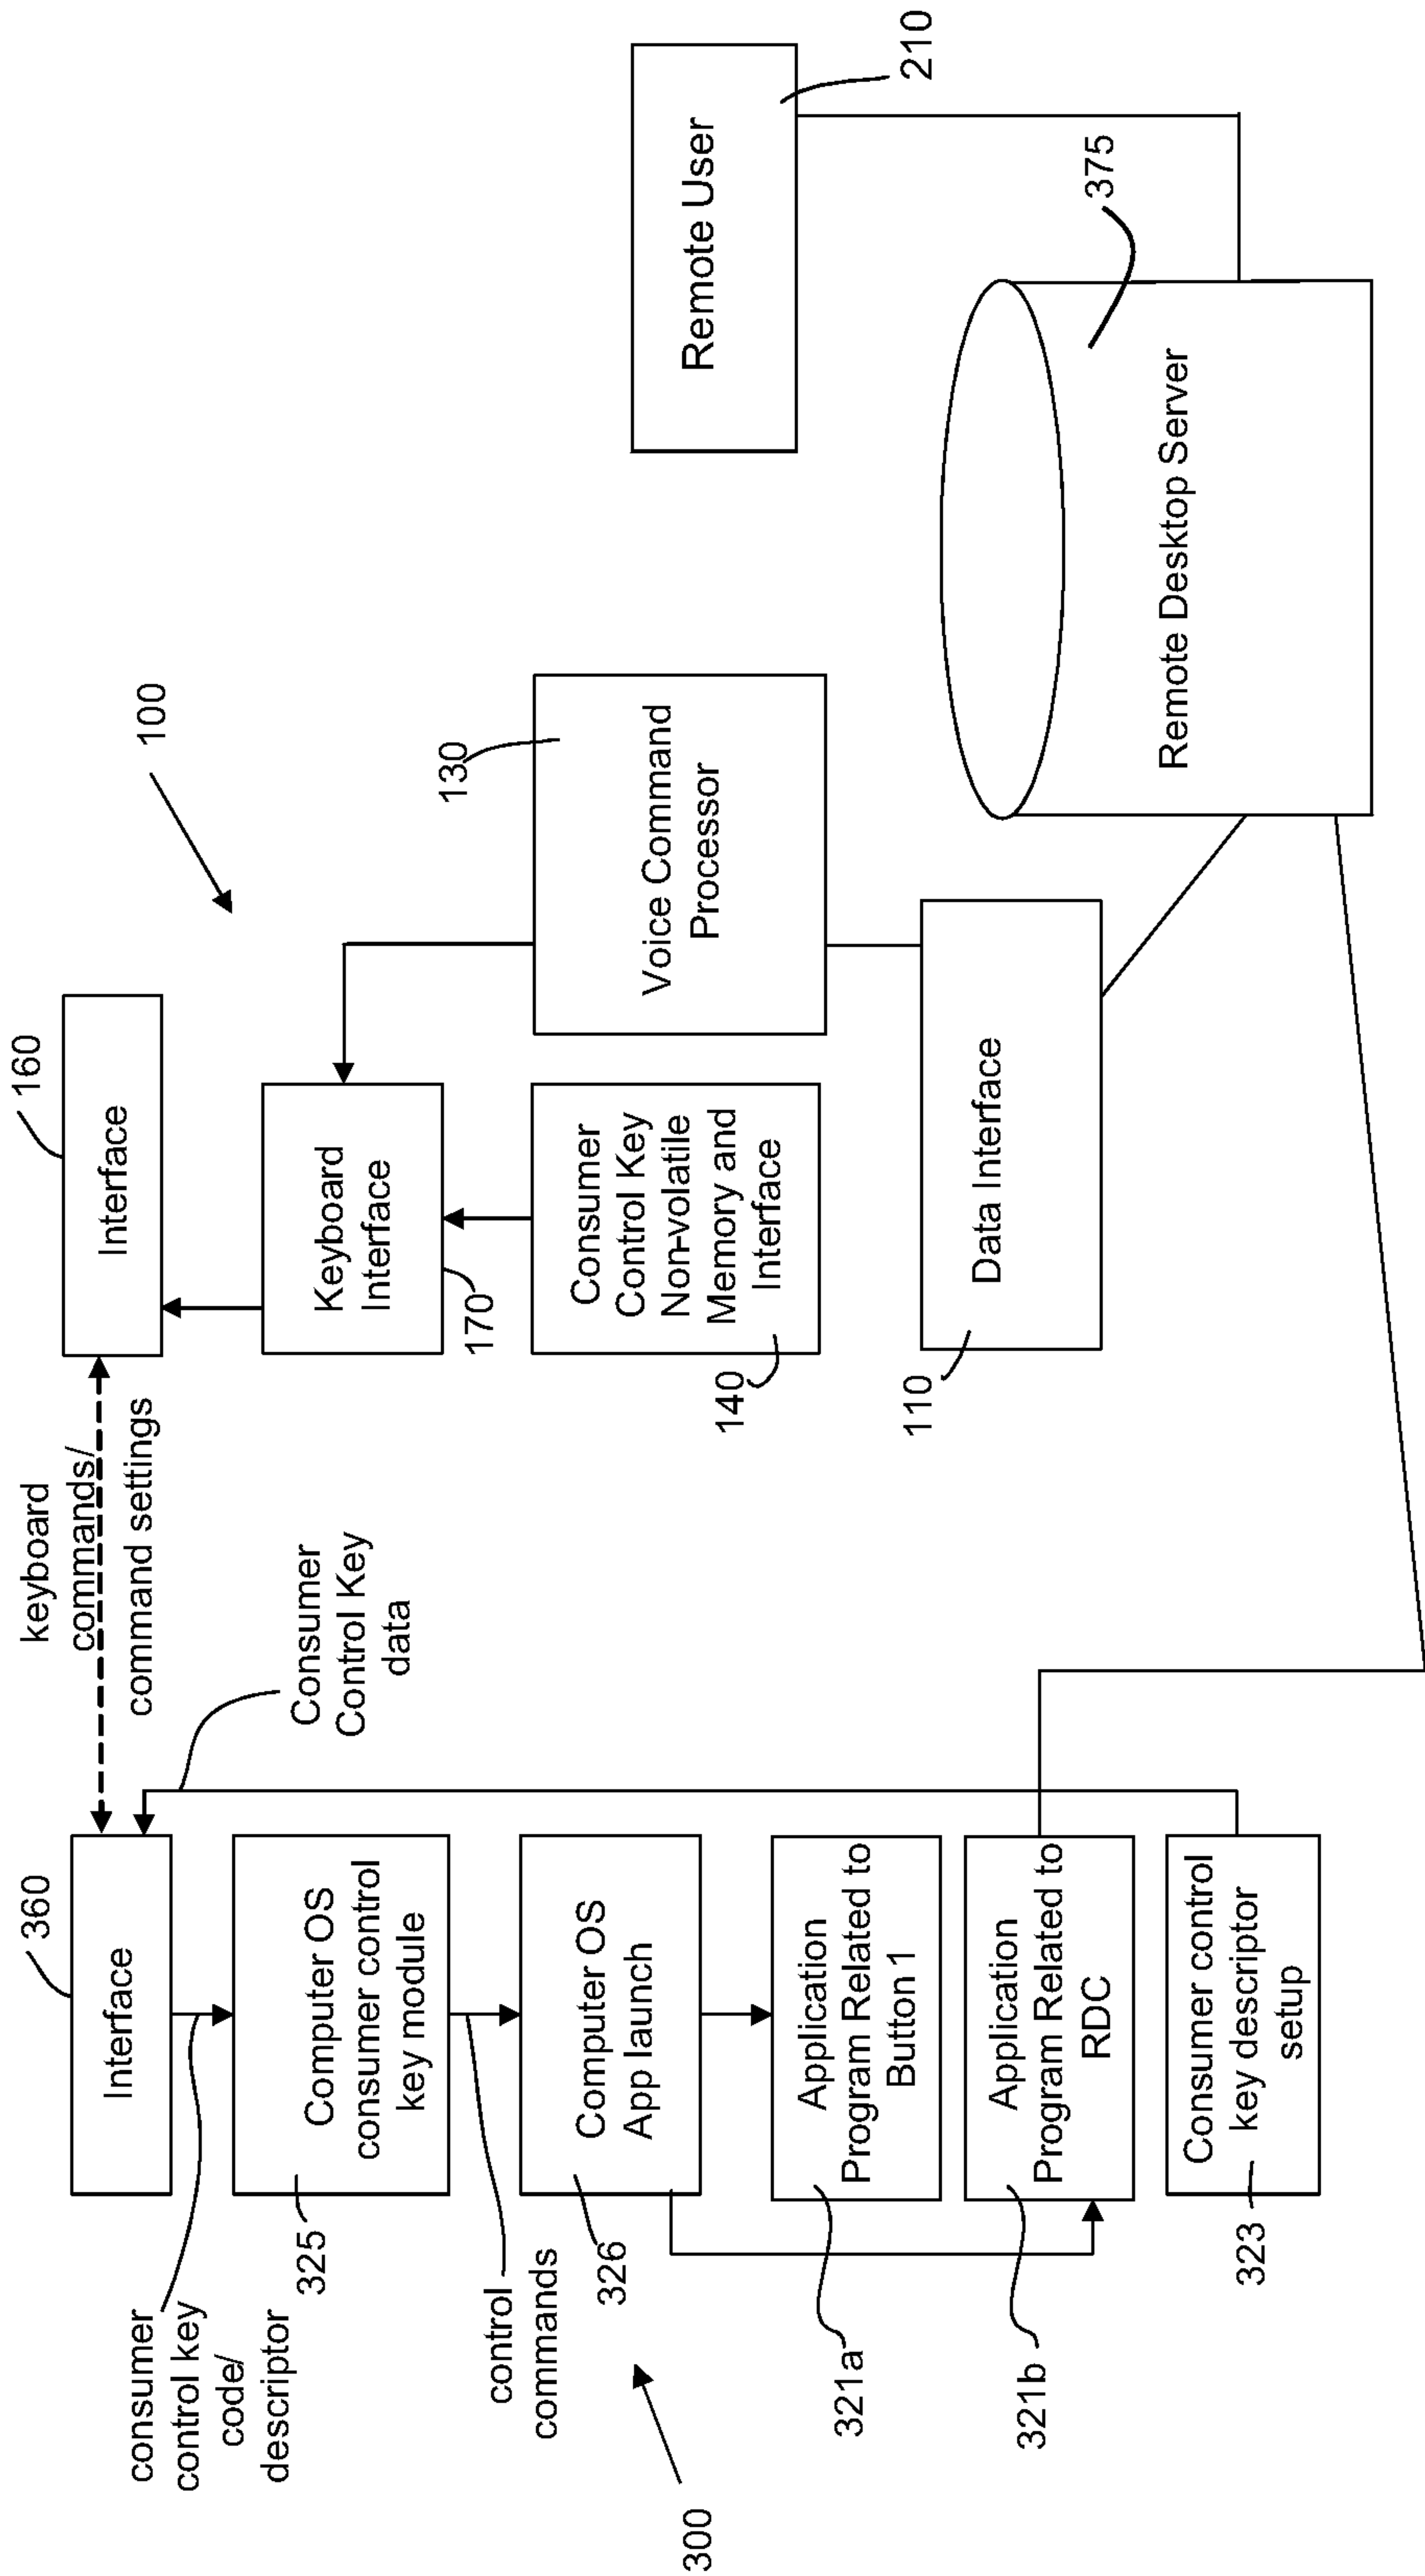 360
Interface
consumer
control key
code/
descriptor
Computer OS
consumer control
key module
325
control
commands
Computer OS
App launch
326
300
Application
Program Related to
Button 1
321a
Application
Program Related to
RDC
321b
Consumer control
key descriptor
setup
323
keyboard
commands/
command settings
Consumer
Control Key
data
160
Interface
100
Keyboard
Interface
170
Consumer
Control Key
Non-volatile
Memory and
Interface
140
130
Voice Command
Processor
Data Interface
110
Remote User
210
375
Remote Desktop Server